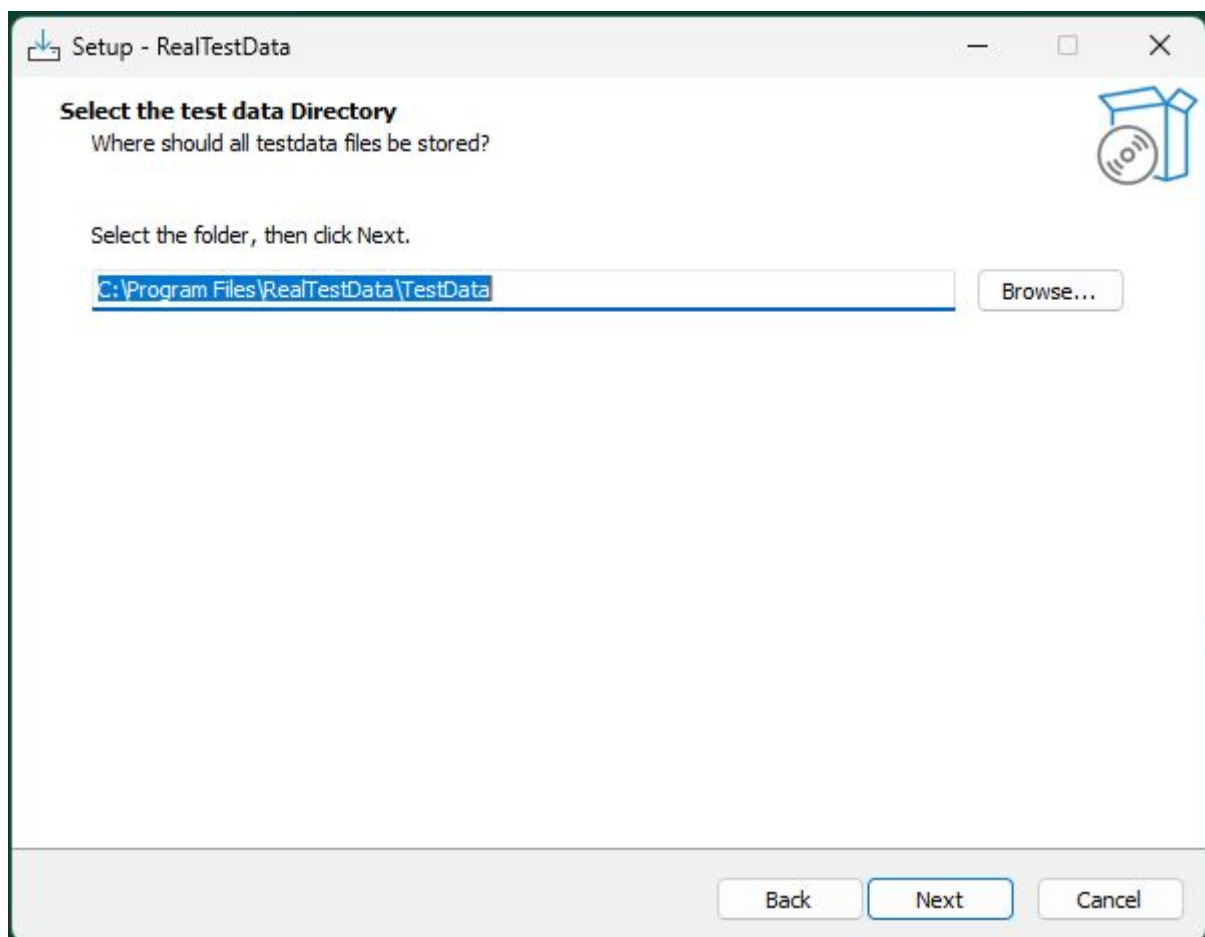 Setup - RealTestData
Select the test data Directory
Where should all testdata files be stored?
Select the folder, then click Next.
C:\Program Files\RealTestData\TestData
Browse...
Back
Next
Cancel